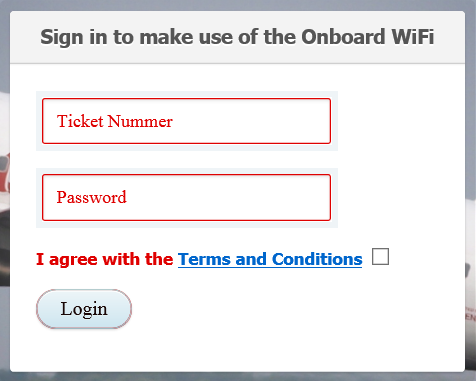 Sign in to make use of the Onboard WiFi
Ticket Nummer
Password
I agree with the Terms and Conditions
Login